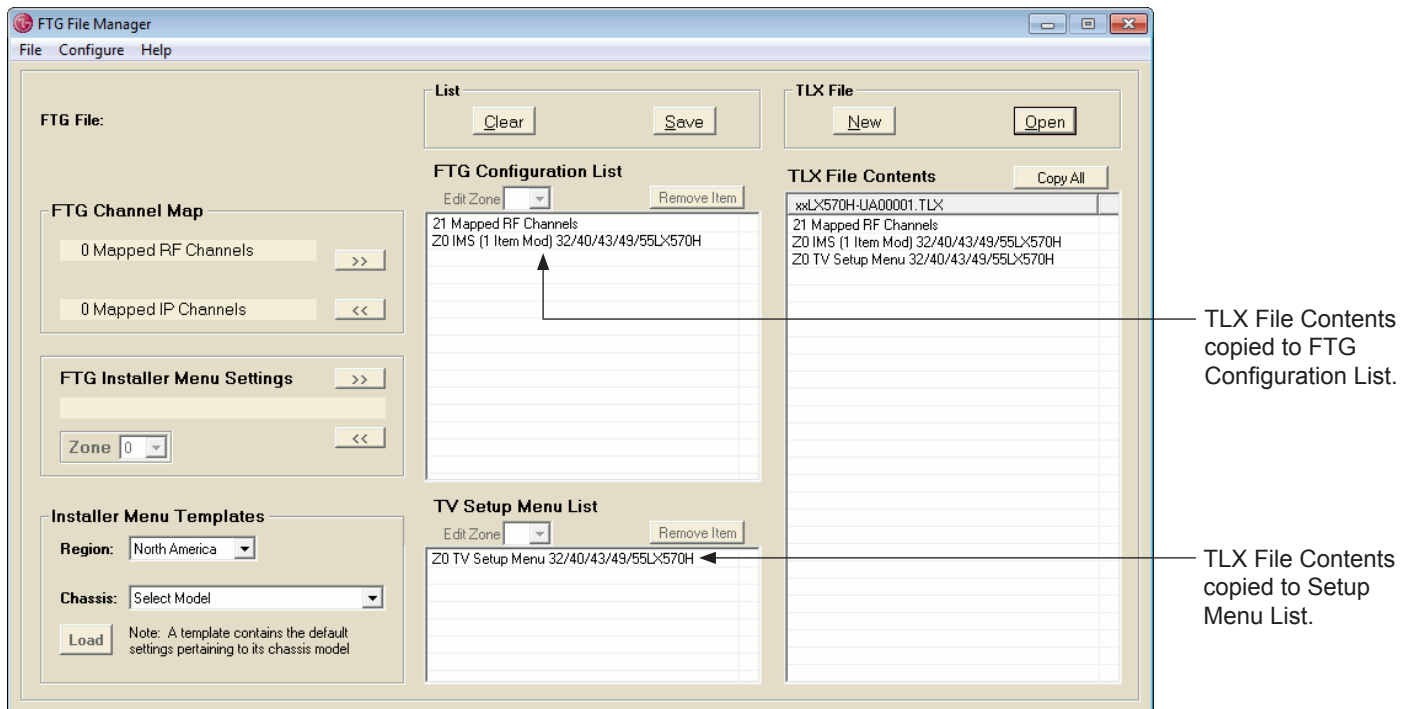 FTG File Manager
File Configure Help
FTG File:
List
Clear Save
TLX File
New Open
FTG Channel Map
0 Mapped RF Channels >>
0 Mapped IP Channels <<
FTG Installer Menu Settings >>
Zone 0 <<
Installer Menu Templates
Region: North America
Chassis: Select Model
Load Note: A template contains the default
settings pertaining to its chassis model
FTG Configuration List
Edit Zone Remove Item
21 Mapped RF Channels
Z0 IMS (1 Item Mod) 32/40/43/49/55LX570H
TV Setup Menu List
Edit Zone Remove Item
Z0 TV Setup Menu 32/40/43/49/55LX570H
TLX File Contents Copy All
xxLX570H-UA00001.TLX
21 Mapped RF Channels
Z0 IMS (1 Item Mod) 32/40/43/49/55LX570H
Z0 TV Setup Menu 32/40/43/49/55LX570H
TLX File Contents
copied to FTG
Configuration List.
TLX File Contents
copied to Setup
Menu List.